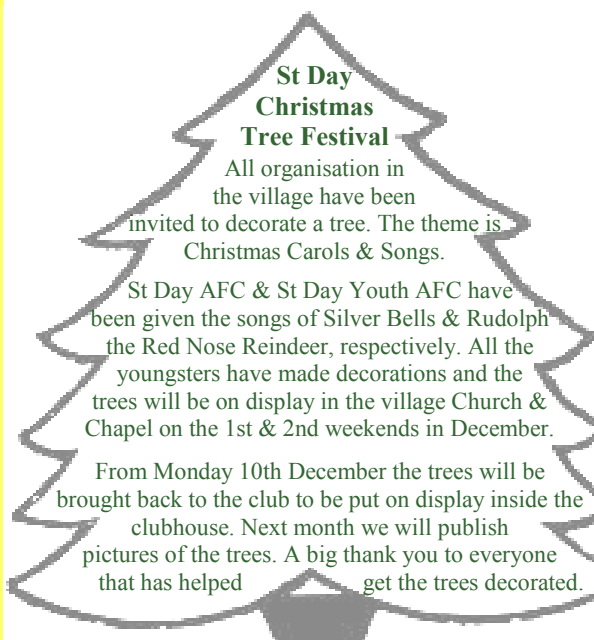 St Day
Christmas
Tree Festival
All organisation in
the village have been
invited to decorate a tree. The theme is
Christmas Carols & Songs.
St Day AFC & St Day Youth AFC have
been given the songs of Silver Bells & Rudolph
the Red Nose Reindeer, respectively. All the
youngsters have made decorations and the
trees will be on display in the village Church &
Chapel on the 1st & 2nd weekends in December.
From Monday 10th December the trees will be
brought back to the club to be put on display inside the
clubhouse. Next month we will publish
pictures of the trees. A big thank you to everyone
that has helped get the trees decorated.